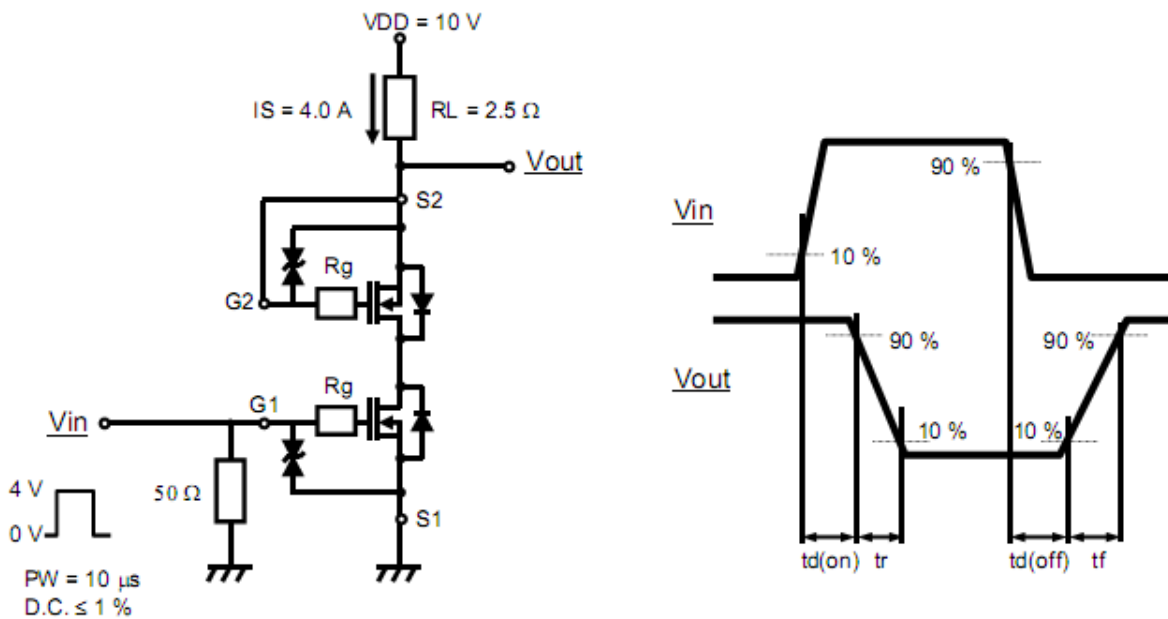 VDD = 10 V
IS = 4.0 A
RL = 2.5 Ω
Vout
S2
Rg
G2
Rg
G1
Vin
50 Ω
S1
4 V
0 V
PW = 10 μs
D.C. ≤ 1 %
90 %
Vin
10 %
90 %
90 %
Vout
10 %
10 %
td(on)
tr
td(off)
tf